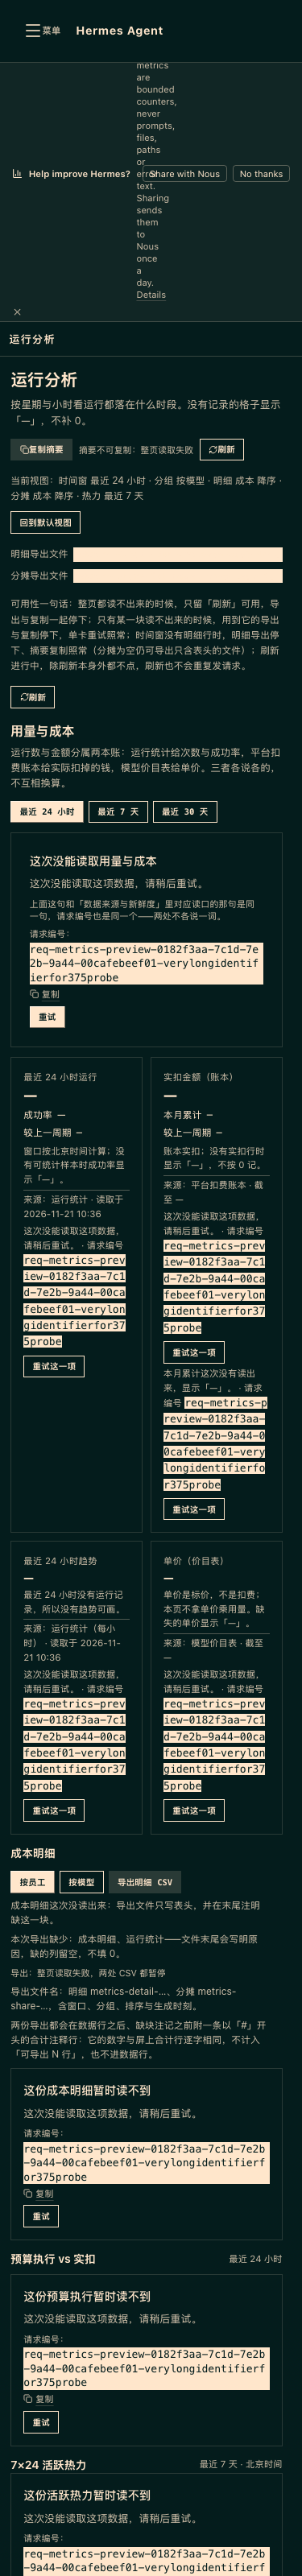 菜单 Hermes Agent
metrics
are
bounded
counters,
never
prompts,
files,
paths
or
Help improve Hermes? error Share with Nous No thanks
text.
Sharing
sends
them
to
Nous
once
a
day.
Details
运行分析
运行分析
按星期与小时看运行都落在什么时段。没有记录的格子显示
「—」，不补 0。
复制摘要 摘要不可复制：整页读取失败 刷新
当前视图：时间窗 最近 24 小时 · 分组 按模型 · 明细 成本 降序 ·
分摊 成本 降序 · 热力 最近 7 天
回到默认视图
明细导出文件
分摊导出文件
可用性一句话：整页都读不出来的时候，只留「刷新」可用，导
出与复制一起停下；只有某一块读不出来的时候，用到它的导出
与复制停下，单卡重试照常；时间窗没有明细行时，明细导出停
下、摘要复制照常（分摊为空仍可导出只含表头的文件）；刷新
进行中，除刷新本身外都不点，刷新也不会重复发请求。
刷新
用量与成本
运行数与金额分属两本账：运行统计给次数与成功率，平台扣
费账本给实际扣掉的钱，模型价目表给单价。三者各说各的，
不互相换算。
最近 24 小时 最近 7 天 最近 30 天
这次没能读取用量与成本
这次没能读取这项数据，请稍后重试。
上面这句和「数据来源与新鲜度」里对应读口的那句是同
一句，请求编号也是同一个——两处不各说一词。
请求编号：
req-metrics-preview-0182f3aa-7c1d-7e
2b-9a44-00cafebeef01-verylongidentif
ierfor375probe
复制
重试
最近 24 小时运行
—
成功率 —
较上一周期 —
窗口按北京时间计算；没
有可统计样本时成功率显
示「—」。
来源：运行统计 · 读取于
2026-11-21 10:36
这次没能读取这项数据，
请稍后重试。 · 请求编号
req-metrics-prev
iew-0182f3aa-7c1
d-7e2b-9a44-00ca
febeef01-verylon
gidentifierfor37
5probe
重试这一项
实扣金额（账本）
—
本月累计 —
较上一周期 —
账本实扣；没有实扣行时
显示「—」，不按 0 记。
来源：平台扣费账本 · 截
至 —
这次没能读取这项数据，
请稍后重试。 · 请求编号
req-metrics-prev
iew-0182f3aa-7c1
d-7e2b-9a44-00ca
febeef01-verylon
gidentifierfor37
5probe
重试这一项
本月累计这次没有读出
来，显示「—」。 · 请求
编号 req-metrics-p
review-0182f3aa-
7c1d-7e2b-9a44-0
0cafebeef01-very
longidentifierfo
r375probe
重试这一项
最近 24 小时趋势
—
最近 24 小时没有运行记
录，所以没有趋势可画。
来源：运行统计（每小
时） · 读取于 2026-11-
21 10:36
这次没能读取这项数据，
请稍后重试。 · 请求编号
req-metrics-prev
iew-0182f3aa-7c1
d-7e2b-9a44-00ca
febeef01-verylon
gidentifierfor37
5probe
重试这一项
单价（价目表）
—
单价是标价，不是扣费；
本页不拿单价乘用量。缺
失的单价显示「—」。
来源：模型价目表 · 截至
—
这次没能读取这项数据，
请稍后重试。 · 请求编号
req-metrics-prev
iew-0182f3aa-7c1
d-7e2b-9a44-00ca
febeef01-verylon
gidentifierfor37
5probe
重试这一项
成本明细
按员工 按模型 导出明细 CSV
成本明细这次没读出来：导出文件只写表头，并在末尾注明
缺这一块。
本次导出缺少：成本明细、运行统计——文件末尾会写明原
因，缺的列留空，不填 0。
导出：整页读取失败，两处 CSV 都暂停
导出文件名：明细 metrics-detail-…、分摊 metrics-
share-…，含窗口、分组、排序与生成时刻。
两份导出都会在数据行之后、缺块注记之前附一条以「#」开
头的合计注释行：它的数字与屏上合计行逐字相同，不计入
「可导出 N 行」，也不进数据行。
这份成本明细暂时读不到
这次没能读取这项数据，请稍后重试。
请求编号：
req-metrics-preview-0182f3aa-7c1d-7e2b
-9a44-00cafebeef01-verylongidentifierf
or375probe
复制
重试
预算执行 vs 实扣 最近 24 小时
这份预算执行暂时读不到
这次没能读取这项数据，请稍后重试。
请求编号：
req-metrics-preview-0182f3aa-7c1d-7e2b
-9a44-00cafebeef01-verylongidentifierf
or375probe
复制
重试
7×24 活跃热力 最近 7 天 · 北京时间
这份活跃热力暂时读不到
这次没能读取这项数据，请稍后重试。
请求编号：
req-metrics-preview-0182f3aa-7c1d-7e2b
-9a44-00cafebeef01-verylongidentifierf